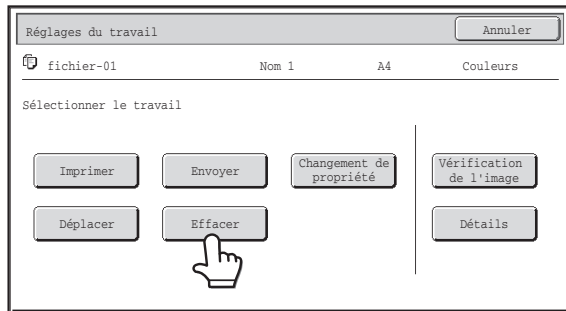 Réglages du travail Annuler
fichier-01 Nom 1 A4 Couleurs
Sélectionner le travail
Imprimer Envoyer Changement de propriété Vérification de l'image
Déplacer Effacer Détails